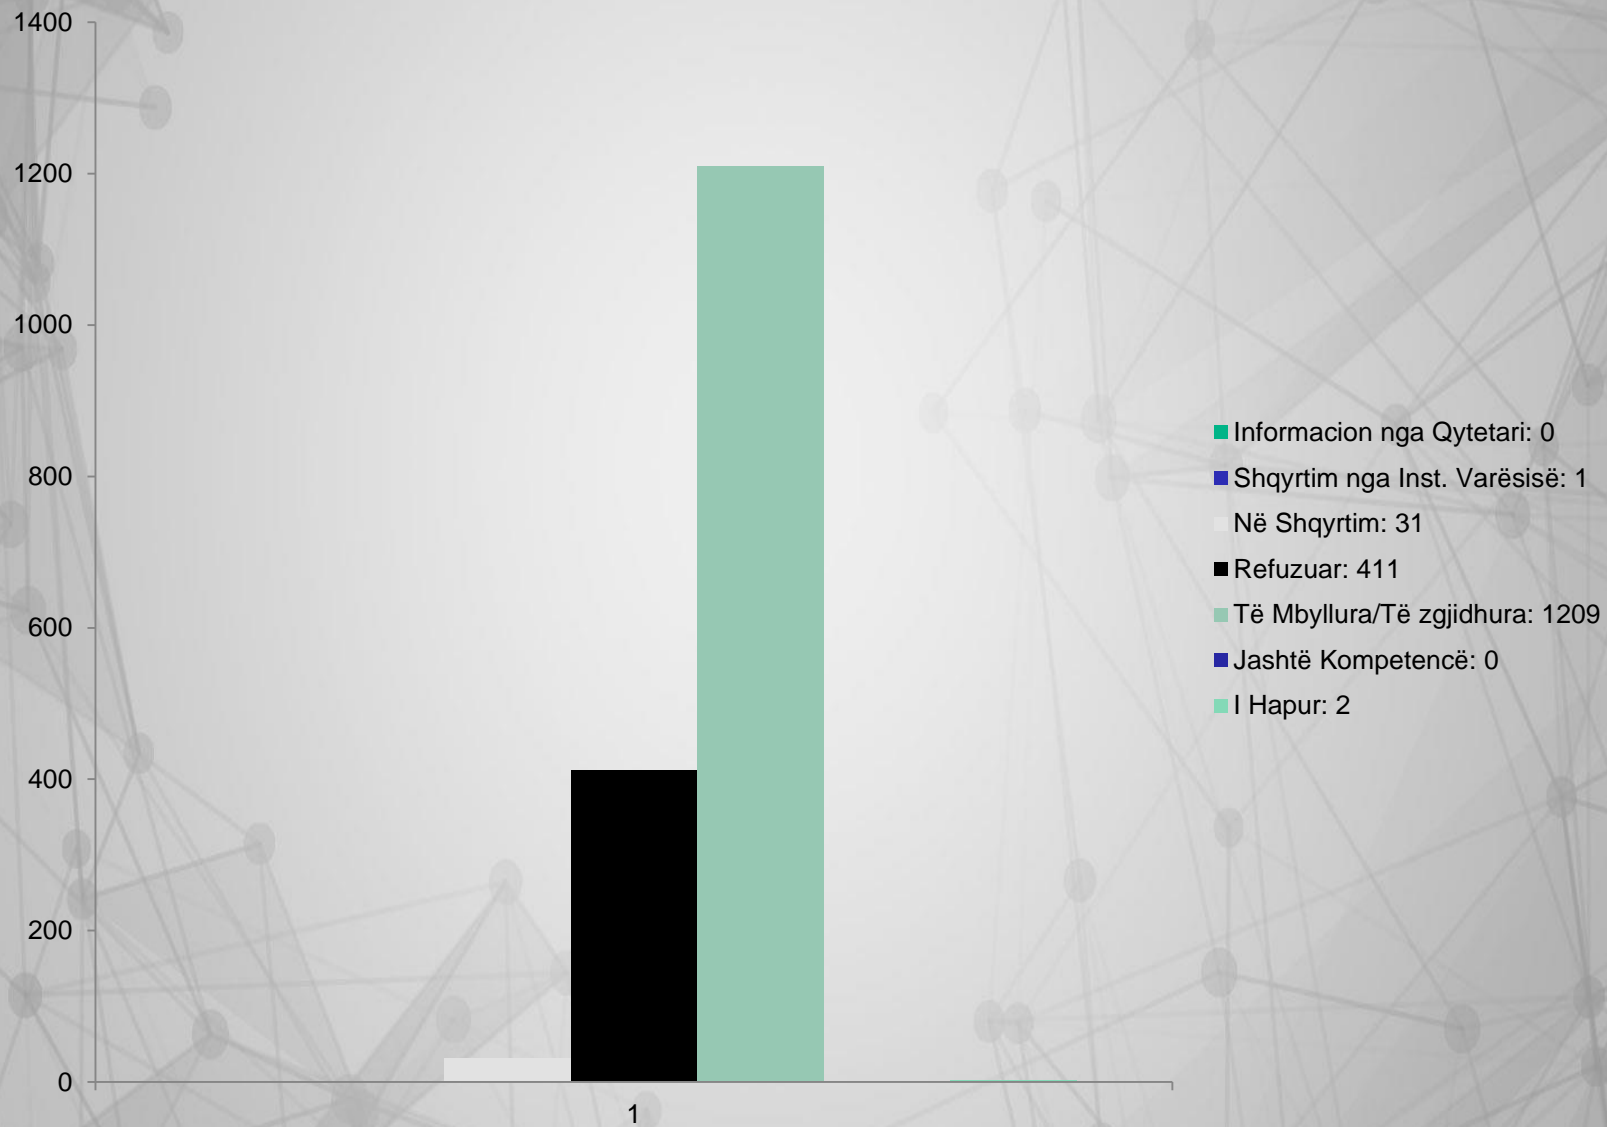 1400
1200
1000
800
600
400
200
0
1
Informacion nga Qytetari: 0
Shqyrtim nga Inst. Varësisë: 1
Në Shqyrtim: 31
Refuzuar: 411
Të Mbyllura/Të zgjidhura: 1209
Jashtë Kompetencë: 0
I Hapur: 2